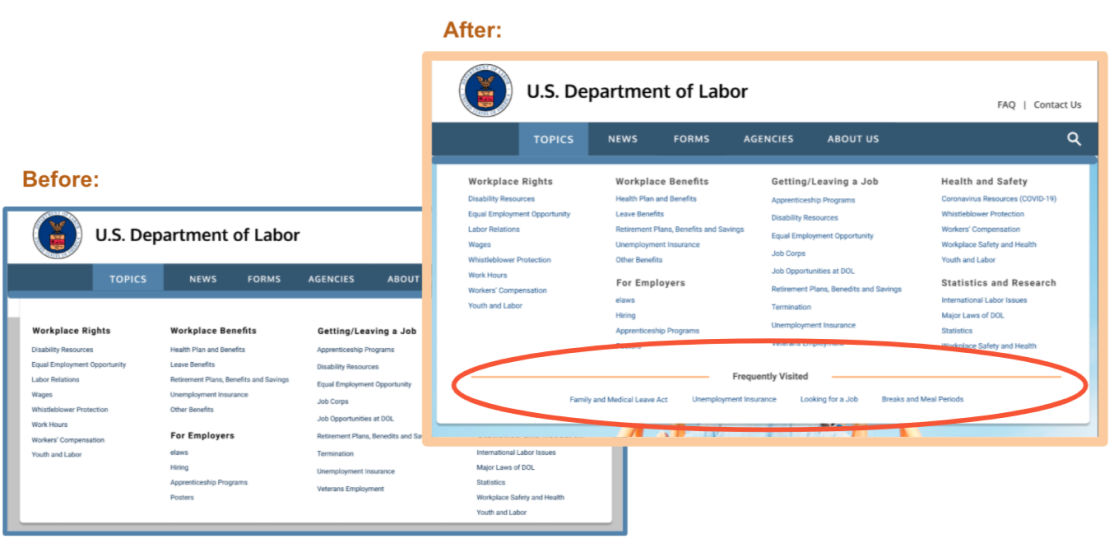 After:
U.S. Department of Labor
FAQ | Contact Us
TOPICS NEWS FORMS AGENCIES ABOUT US
Workplace Rights
Disability Resources
Equal Employment Opportunity
Labor Relations
Wages
Whistleblower Protection
Work Hours
Workers' Compensation
Youth and Labor
Workplace Benefits
Health Plan and Benefits
Leave Benefits
Retirement Plans, Benefits and Savings
Unemployment Insurance
Other Benefits
For Employers
elaws
Hiring
Apprenticeship Programs
Getting/Leaving a Job
Apprenticeship Programs
Disability Resources
Equal Employment Opportunity
Job Corps
Job Opportunities at DOL
Retirement Plans, Benefits and Savings
Termination
Unemployment Insurance
Veterans Employment
Health and Safety
Coronavirus Resources (COVID-19)
Whistleblower Protection
Workers' Compensation
Workplace Safety and Health
Youth and Labor
Statistics and Research
International Labor Issues
Major Laws of DOL
Statistics
Workplace Safety and Health
Frequently Visited
Family and Medical Leave Act Unemployment Insurance Looking for a Job Breaks and Meal Periods
Before:
U.S. Department of Labor
TOPICS NEWS FORMS AGENCIES ABOUT
Workplace Rights
Disability Resources
Equal Employment Opportunity
Labor Relations
Wages
Whistleblower Protection
Work Hours
Workers' Compensation
Youth and Labor
Workplace Benefits
Health Plan and Benefits
Leave Benefits
Retirement Plans, Benefits and Savings
Unemployment Insurance
Other Benefits
For Employers
elaws
Hiring
Apprenticeship Programs
Posters
Getting/Leaving a Job
Apprenticeship Programs
Disability Resources
Equal Employment Opportunity
Job Corps
Job Opportunities at DOL
Retirement Plans, Benefits and Sa
Termination
Unemployment Insurance
Veterans Employment
International Labor Issues
Major Laws of DOL
Statistics
Workplace Safety and Health
Youth and Labor